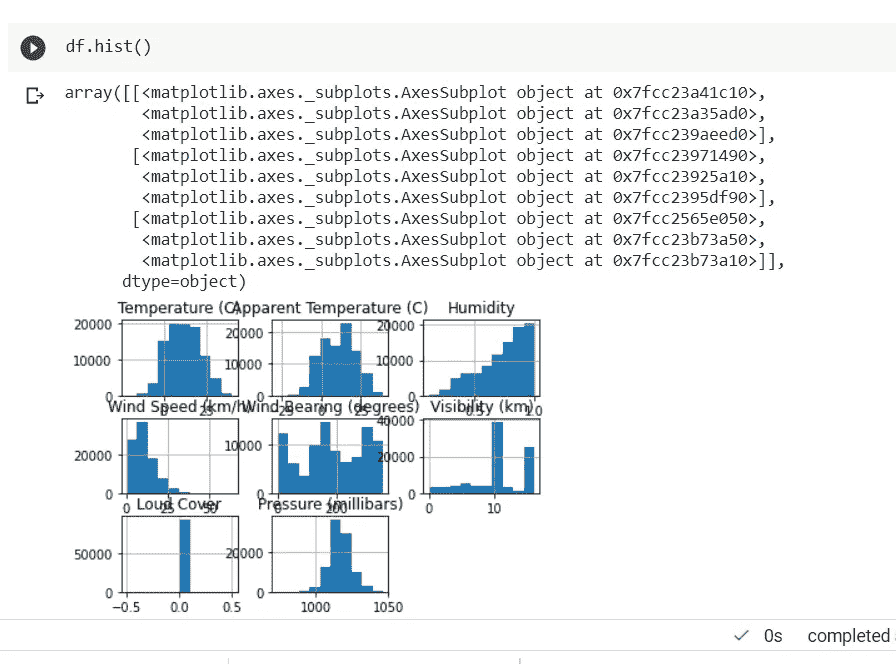 df.hist()
array([[<matplotlib.axes._subplots.AxesSubplot object at 0x7fcc23a41c10>,
<matplotlib.axes._subplots.AxesSubplot object at 0x7fcc23a35ad0>,
<matplotlib.axes._subplots.AxesSubplot object at 0x7fcc239aeed0>],
[<matplotlib.axes._subplots.AxesSubplot object at 0x7fcc23971490>,
<matplotlib.axes._subplots.AxesSubplot object at 0x7fcc23925a10>,
<matplotlib.axes._subplots.AxesSubplot object at 0x7fcc2395df90>],
[<matplotlib.axes._subplots.AxesSubplot object at 0x7fcc2565e050>,
<matplotlib.axes._subplots.AxesSubplot object at 0x7fcc23b73a50>,
<matplotlib.axes._subplots.AxesSubplot object at 0x7fcc23b73a10>]],
dtype=object)
Temperature (C) Apparent Temperature (C) Humidity
20000 20000 20000
10000 10000 10000
0 0 0
0 25 -25 0 25 0.5 1.0
Wind Speed (km/h) Wind Bearing (degrees) Visibility (km)
40000
20000 10000 20000
0 0 0
0 25 50 0 200 0 10
Loud Cover Pressure (millibars)
50000 20000
0 0
−0.5 0.0 0.5 1000 1050
0s completed